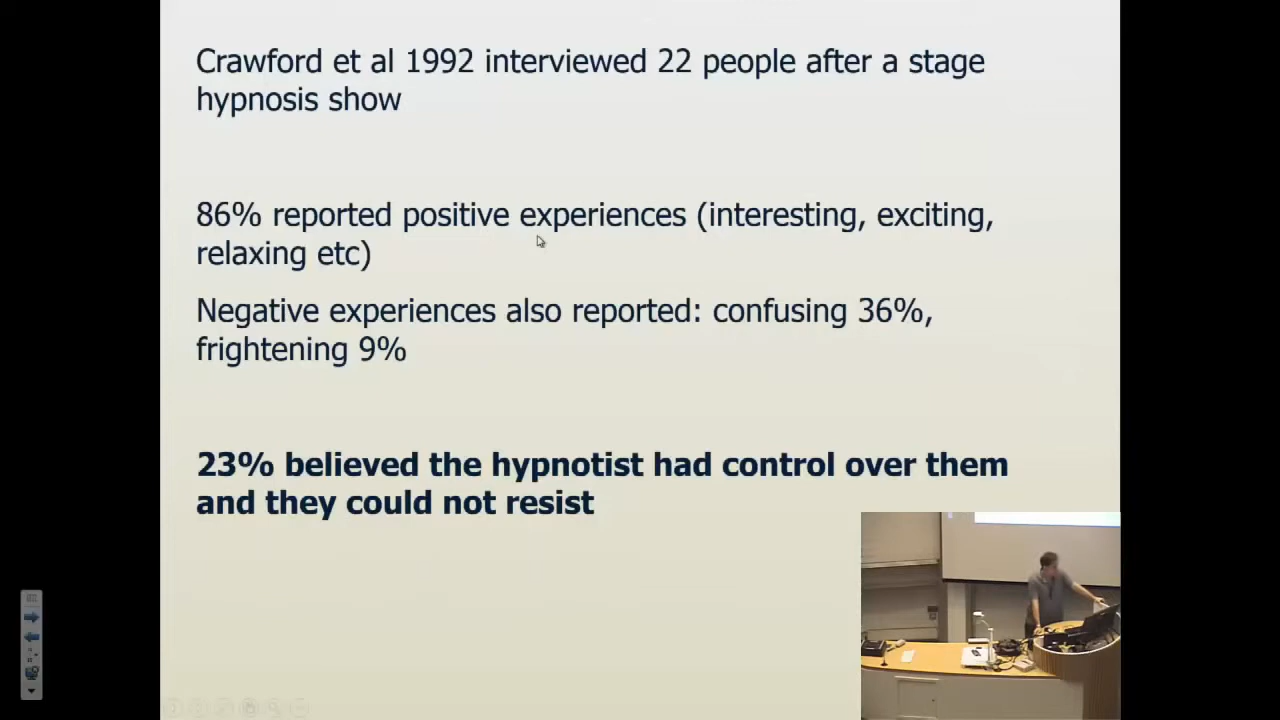 Crawford et al 1992 interviewed 22 people after a stage
hypnosis show
86% reported positive experiences (interesting, exciting,
relaxing etc)
Negative experiences also reported: confusing 36%,
frightening 9%
23% believed the hypnotist had control over them
and they could not resist